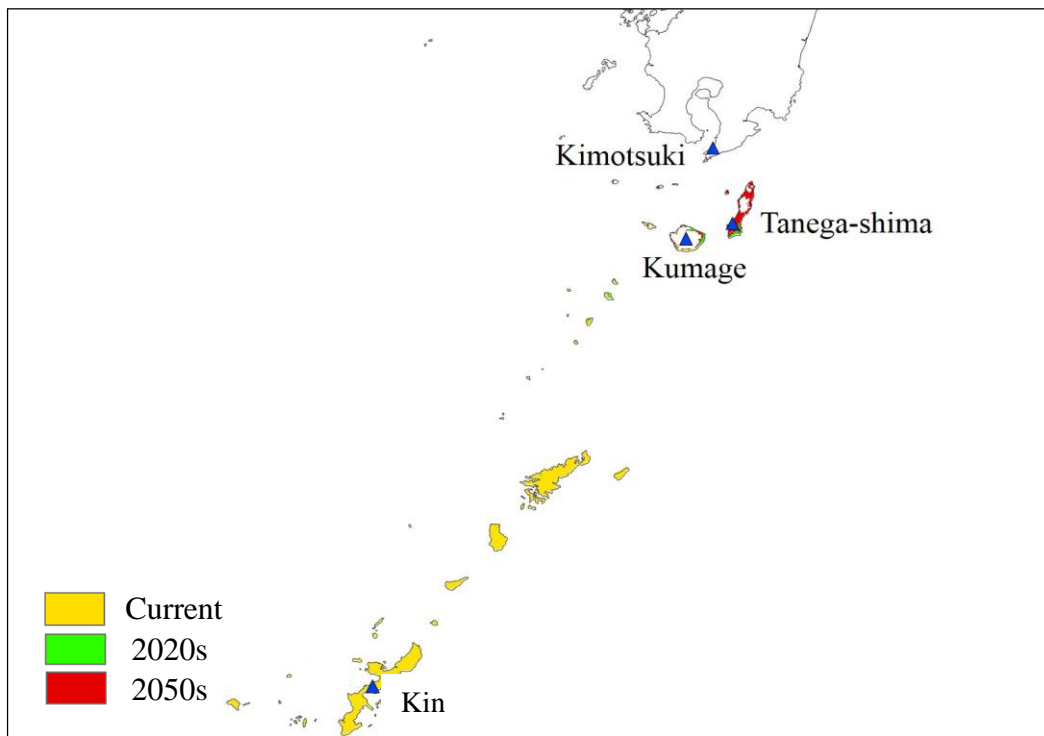 Kimotsuki
Tanega-shima
Kumage
Current
2020s
2050s
Kin